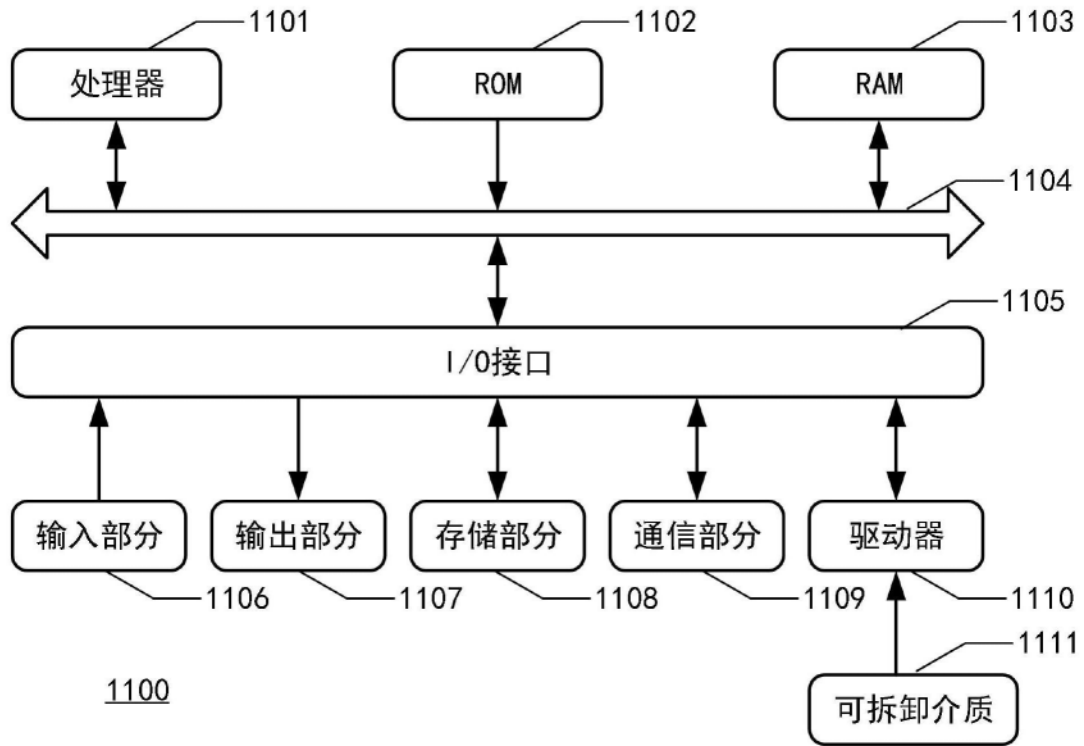 1101
1102
1103
处理器
ROM
RAM
1104
1105
I/O接口
输入部分
输出部分
存储部分
通信部分
驱动器
1106
1107
1108
1109
1110
1111
1100
可拆卸介质